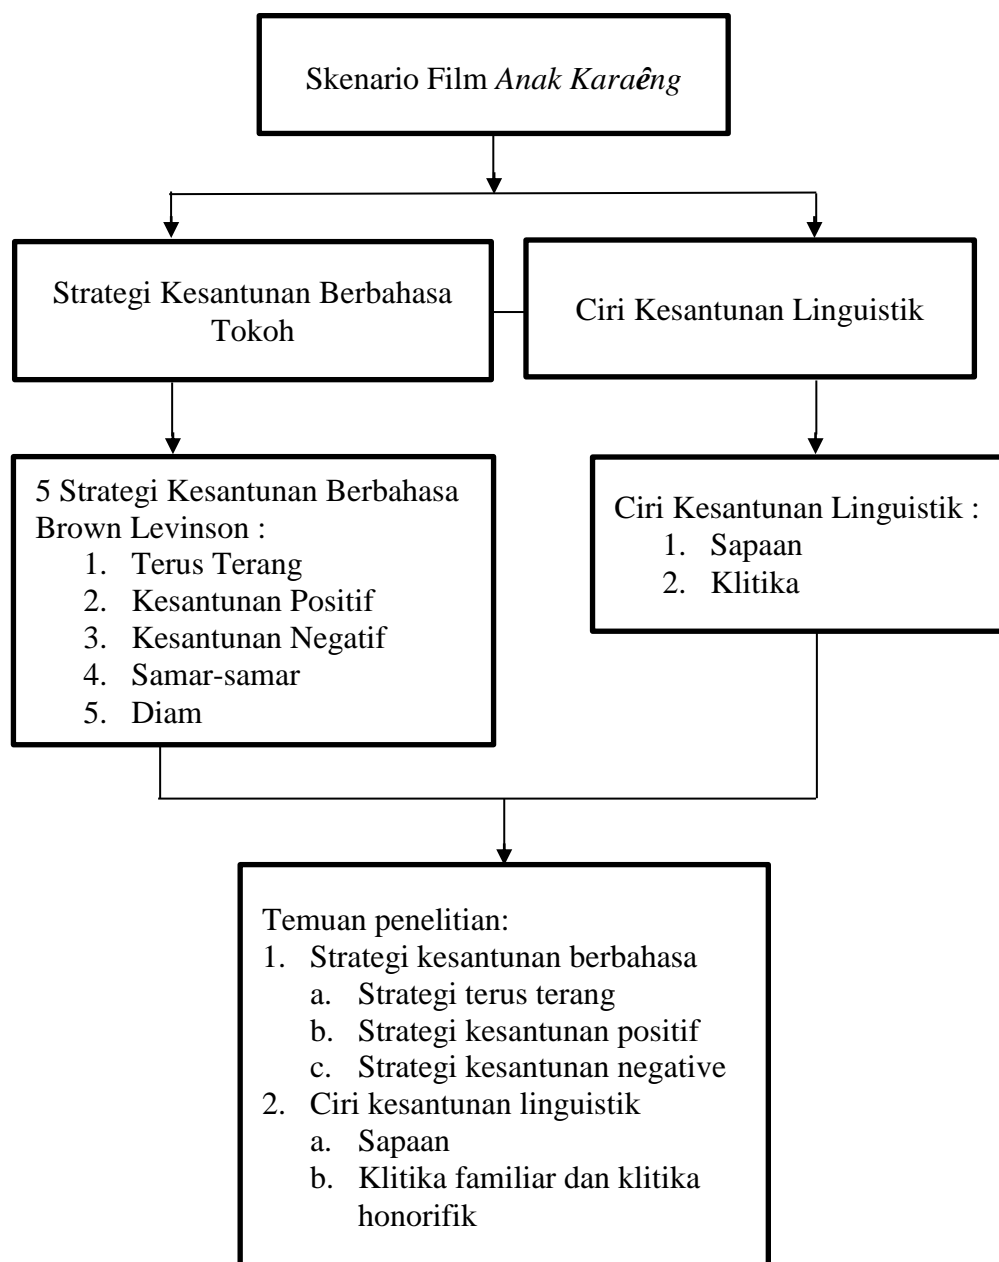 Skenario Film Anak Karaêng
Strategi Kesantunan Berbahasa
Tokoh
Ciri Kesantunan Linguistik
5 Strategi Kesantunan Berbahasa
Brown Levinson :
1. Terus Terang
2. Kesantunan Positif
3. Kesantunan Negatif
4. Samar-samar
5. Diam
Ciri Kesantunan Linguistik :
1. Sapaan
2. Klitika
Temuan penelitian:
1. Strategi kesantunan berbahasa
a. Strategi terus terang
b. Strategi kesantunan positif
c. Strategi kesantunan negative
2. Ciri kesantunan linguistik
a. Sapaan
b. Klitika familiar dan klitika
honorifik